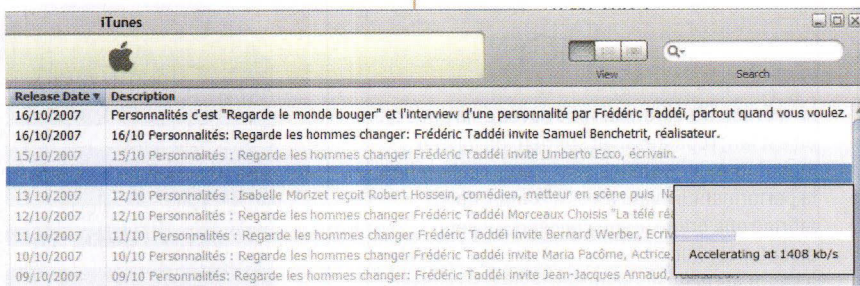 iTunes
View
Search
Release Date Description
16/10/2007 Personnalités c'est "Regarde le monde bouger" et l'interview d'une personnalité par Frédéric Taddéï, partout quand vous voulez.
16/10/2007 16/10 Personnalités: Regarde les hommes changer: Frédéric Taddéi invite Samuel Benchetrit, réalisateur.
15/10/2007 15/10 Personnalités : Regarde les hommes changer Frédéric Taddéi invite Umberto Ecco, écrivain.
13/10/2007 12/10 Personnalités : Isabelle Morizet reçoit Robert Hossein, comédien, metteur en scène puis
12/10/2007 12/10 Personnalités : Regarde les hommes changer Frédéric Taddéi Morceaux Choisis "La télé
11/10/2007 11/10 Personnalités : Regarde les hommes changer Frédéric Taddéi invite Bernard Werber,
10/10/2007 10/10 Personnalités : Regarde les hommes changer Frédéric Taddéi invite Maria Pacôme, Actrice,
Accelerating at 1408 kb/s
09/10/2007 09/10 Personnalités: Regarde les hommes changer: Frédéric Taddéi invite Jean-Jacques Annaud,